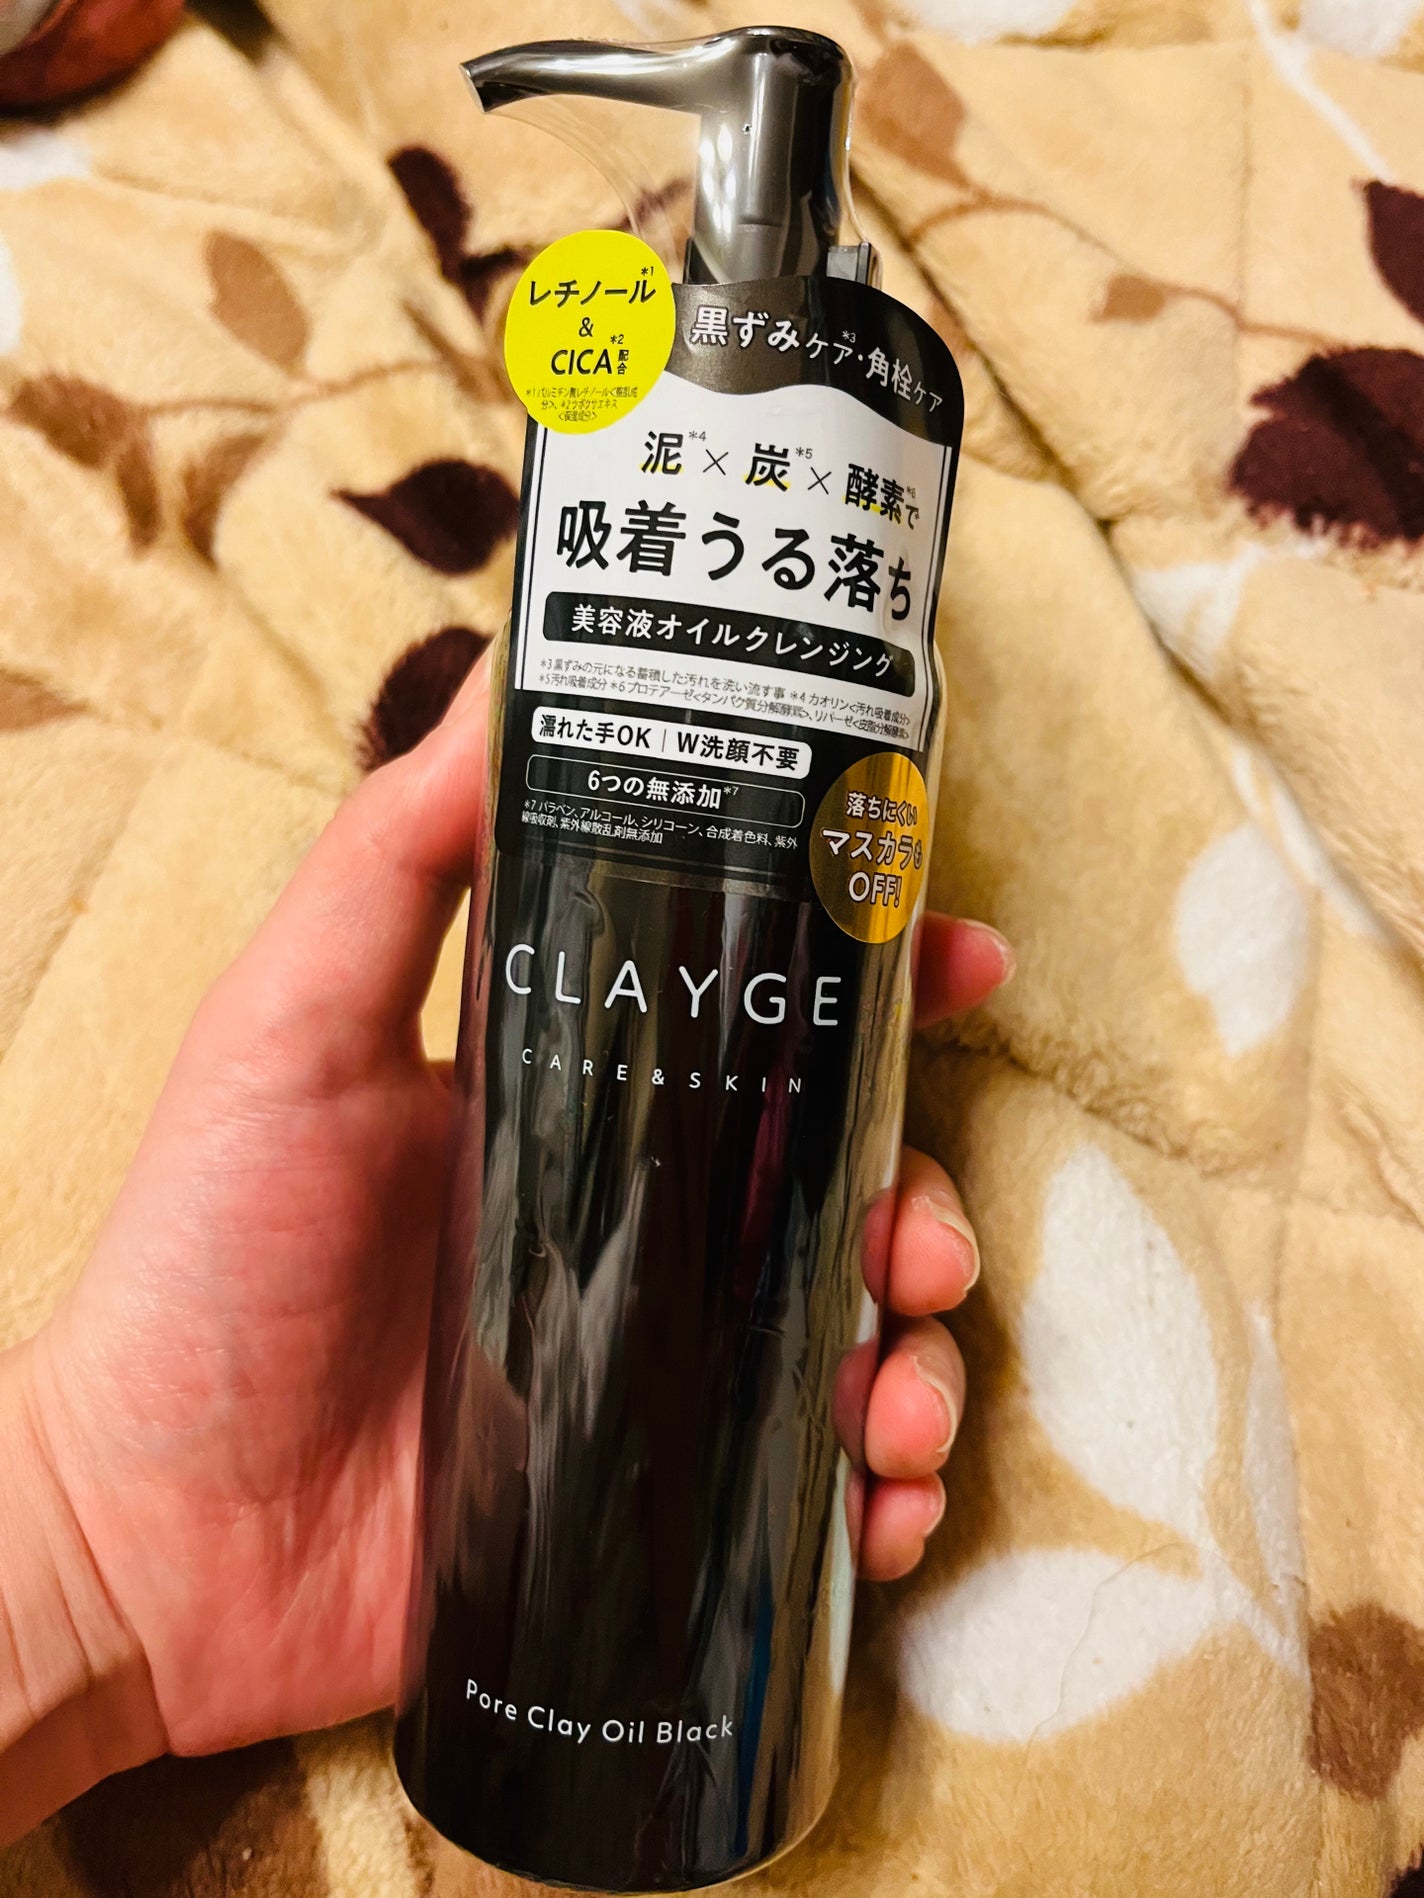 レチノール*1
&
CICA*2配合
*1 パルミチン酸レチノール<整肌成
分>、*2 ツボクサエキス
<保湿成分>
黒ずみケア*3・角栓ケア
泥*4×炭*5×酵素*6で
吸着うる落ち
美容液オイルクレンジング
*3 黒ずみの元になる蓄積した汚れを洗い流す事 *4 カオリン<汚れ吸着成分>
*5 汚れ吸着成分 *6 プロテアーゼ<タンパク質分解酵素>、リパーゼ<皮脂分解酵素>
濡れた手OK|W洗顔不要
6つの無添加*7
*7 パラベン、アルコール、シリコーン、合成着色料、紫外
線吸収剤、紫外線散乱剤無添加
落ちにくい
マスカラも
OFF!
CLAYGE
CARE&SKIN
Pore Clay Oil Black